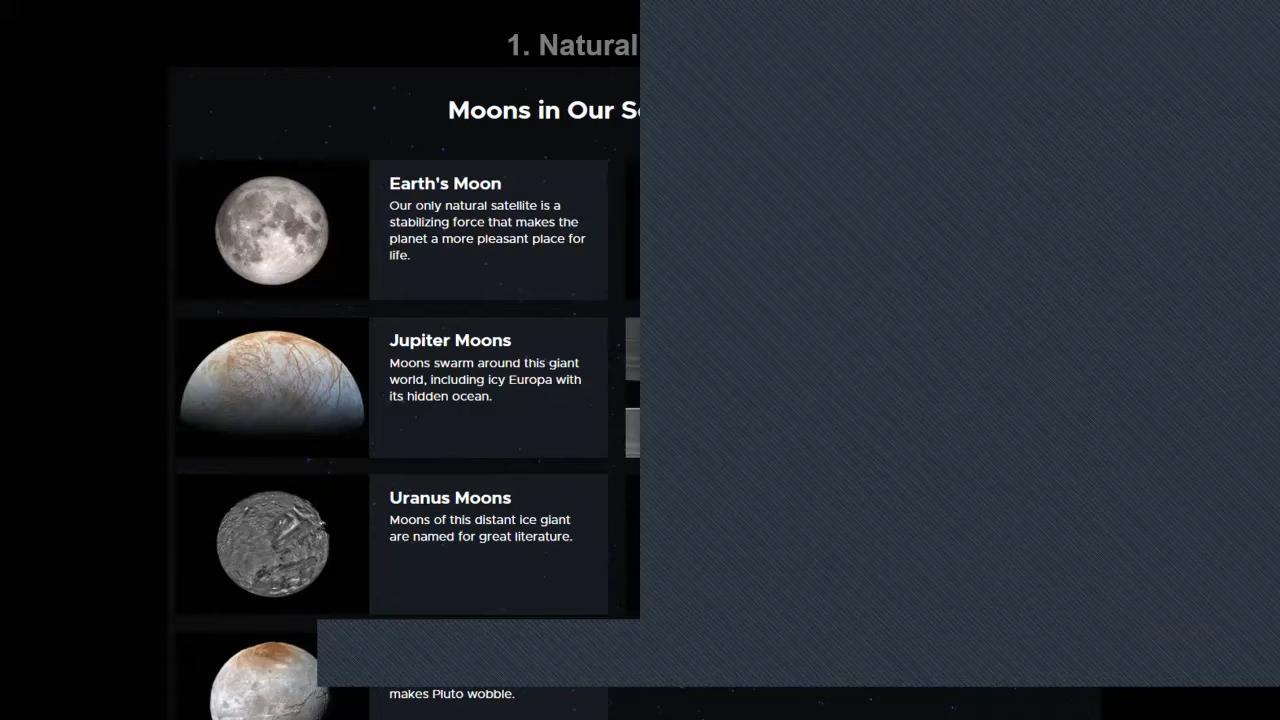 1. Natural
Moons in Our
Earth's Moon
Our only natural satellite is a
stabilizing force that makes the
planet a more pleasant place for
life.
Jupiter Moons
Moons swarm around this giant
world, including icy Europa with
its hidden ocean.
Uranus Moons
Moons of this distant ice giant
are named for great literature.
makes Pluto wobble.